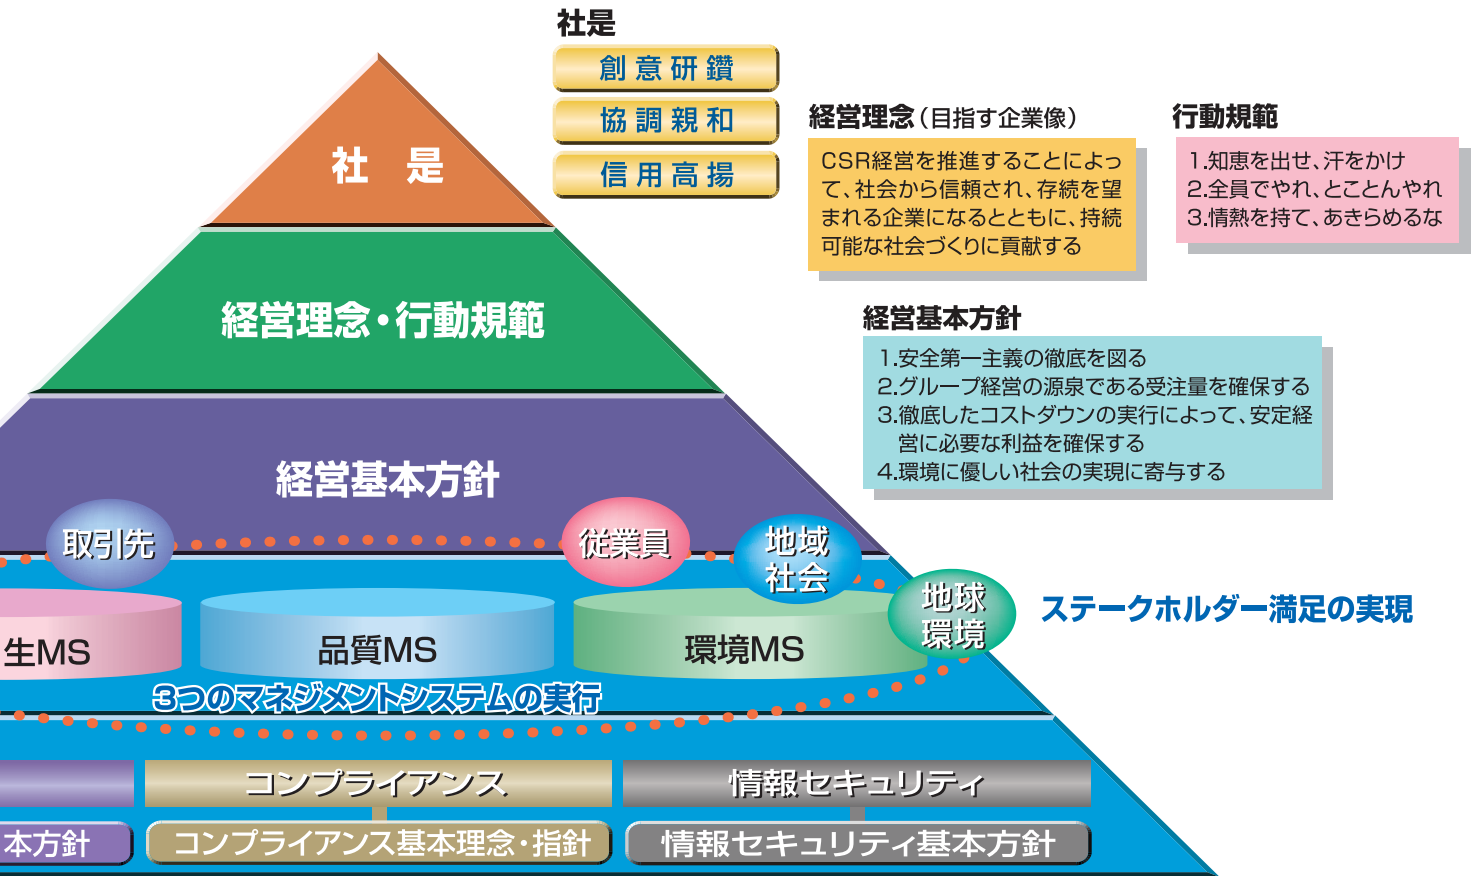 社是
創意研鑽
協調親和
信用高揚
経営理念（目指す企業像）
CSR経営を推進することによっ
て、社会から信頼され、存続を望
まれる企業になるとともに、持続
可能な社会づくりに貢献する
行動規範
1.知恵を出せ、汗をかけ
2.全員でやれ、とことんやれ
3.情熱を持て、あきらめるな
社　是
経営理念・行動規範
経営基本方針
1.安全第一主義の徹底を図る
2.グループ経営の源泉である受注量を確保する
3.徹底したコストダウンの実行によって、安定経
営に必要な利益を確保する
4.環境に優しい社会の実現に寄与する
経営基本方針
取引先
従業員
地域
社会
地球
環境
ステークホルダー満足の実現
生MS
品質MS
環境MS
3つのマネジメントシステムの実行
コンプライアンス
情報セキュリティ
本方針
コンプライアンス基本理念・指針
情報セキュリティ基本方針